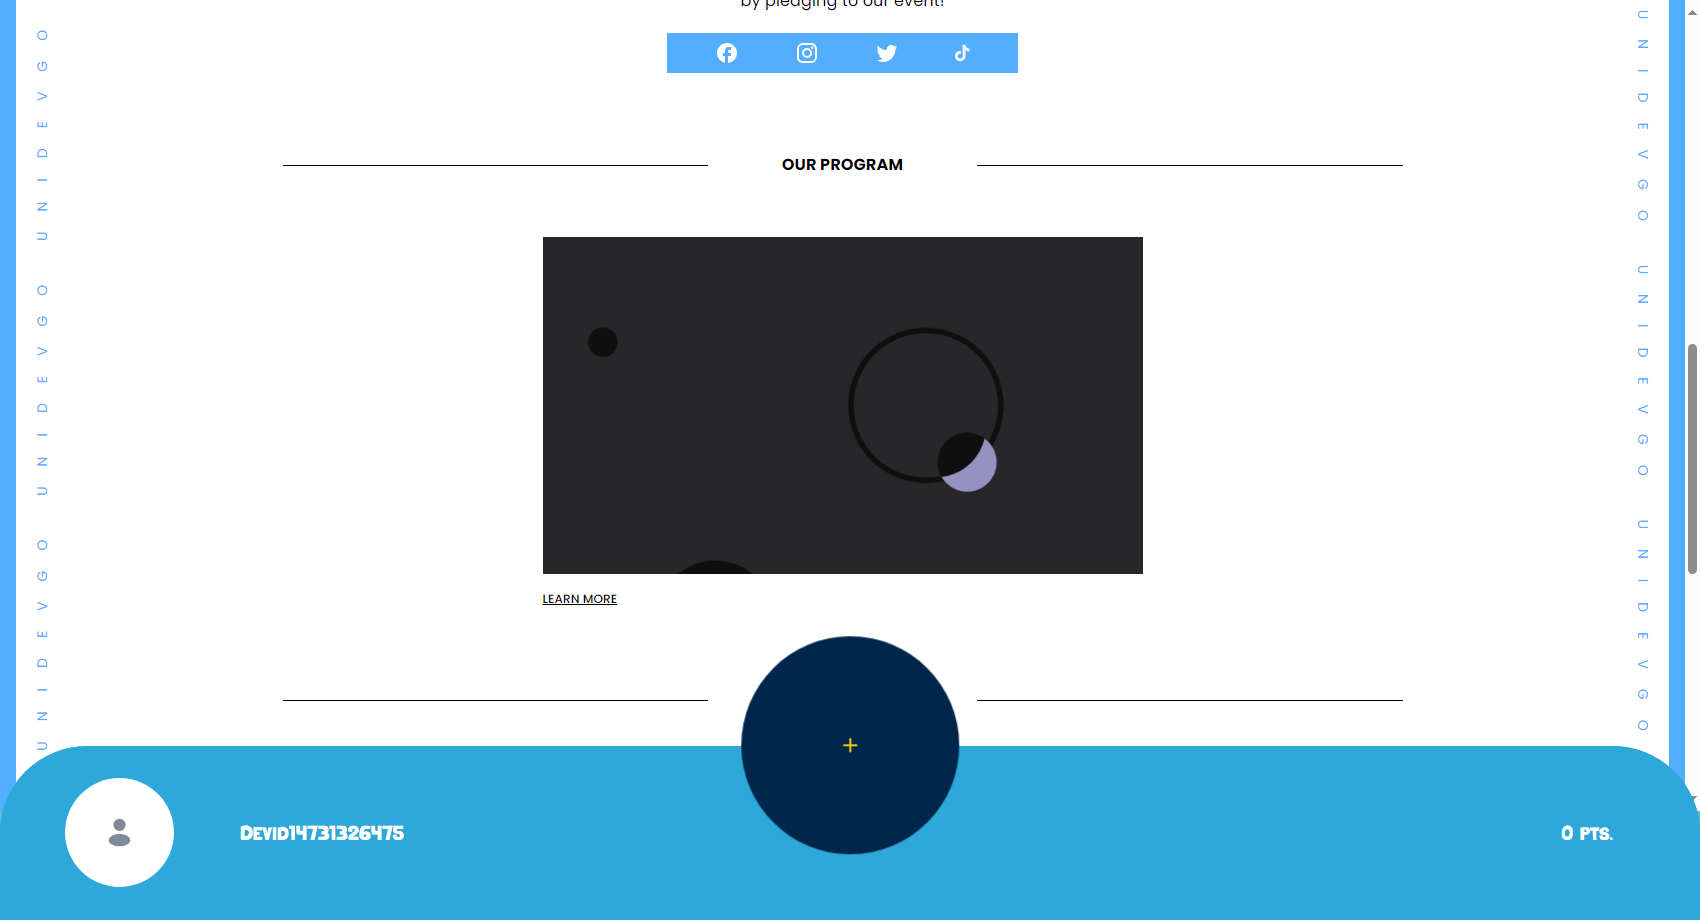 by pledging to our event!
OUR PROGRAM
LEARN MORE
UNIDEVGO UNIDEVGO UNIDEVGO
UNIDEVGO UNIDEVGO UNIDEVGO
+
Devid14731326475
0 pts.